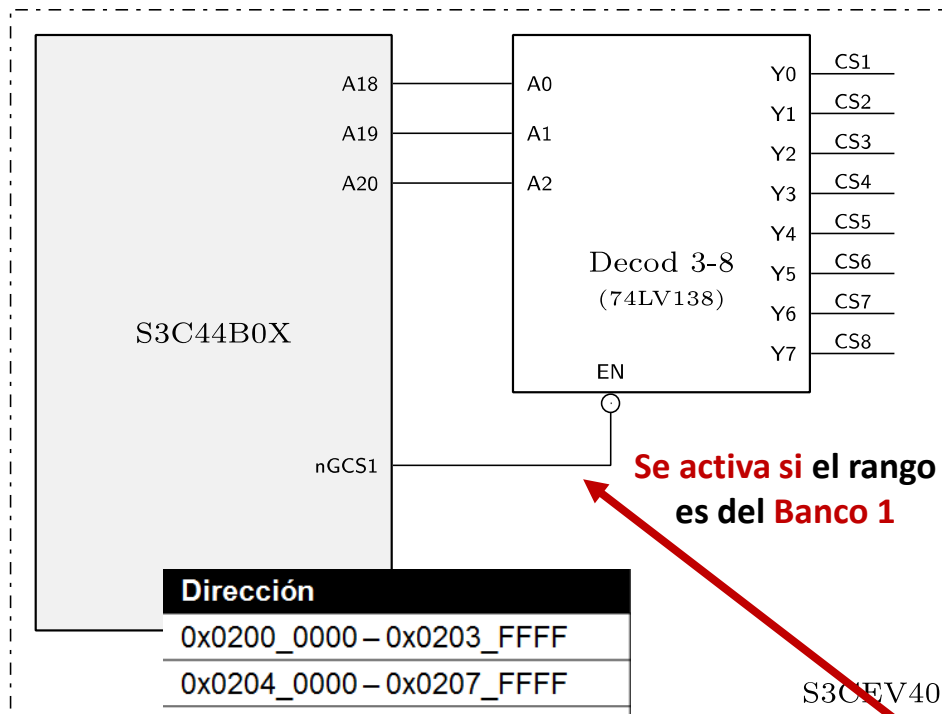 A18
A19
A20
S3C44B0X
nGCS1
A0
A1
A2
Decod 3-8
(74LV138)
EN
Y0 CS1
Y1 CS2
Y2 CS3
Y3 CS4
Y4 CS5
Y5 CS6
Y6 CS7
Y7 CS8
Se activa si el rango
es del Banco 1
Dirección
0x0200_0000 – 0x0203_FFFF
0x0204_0000 – 0x0207_FFFF
S3CEV40